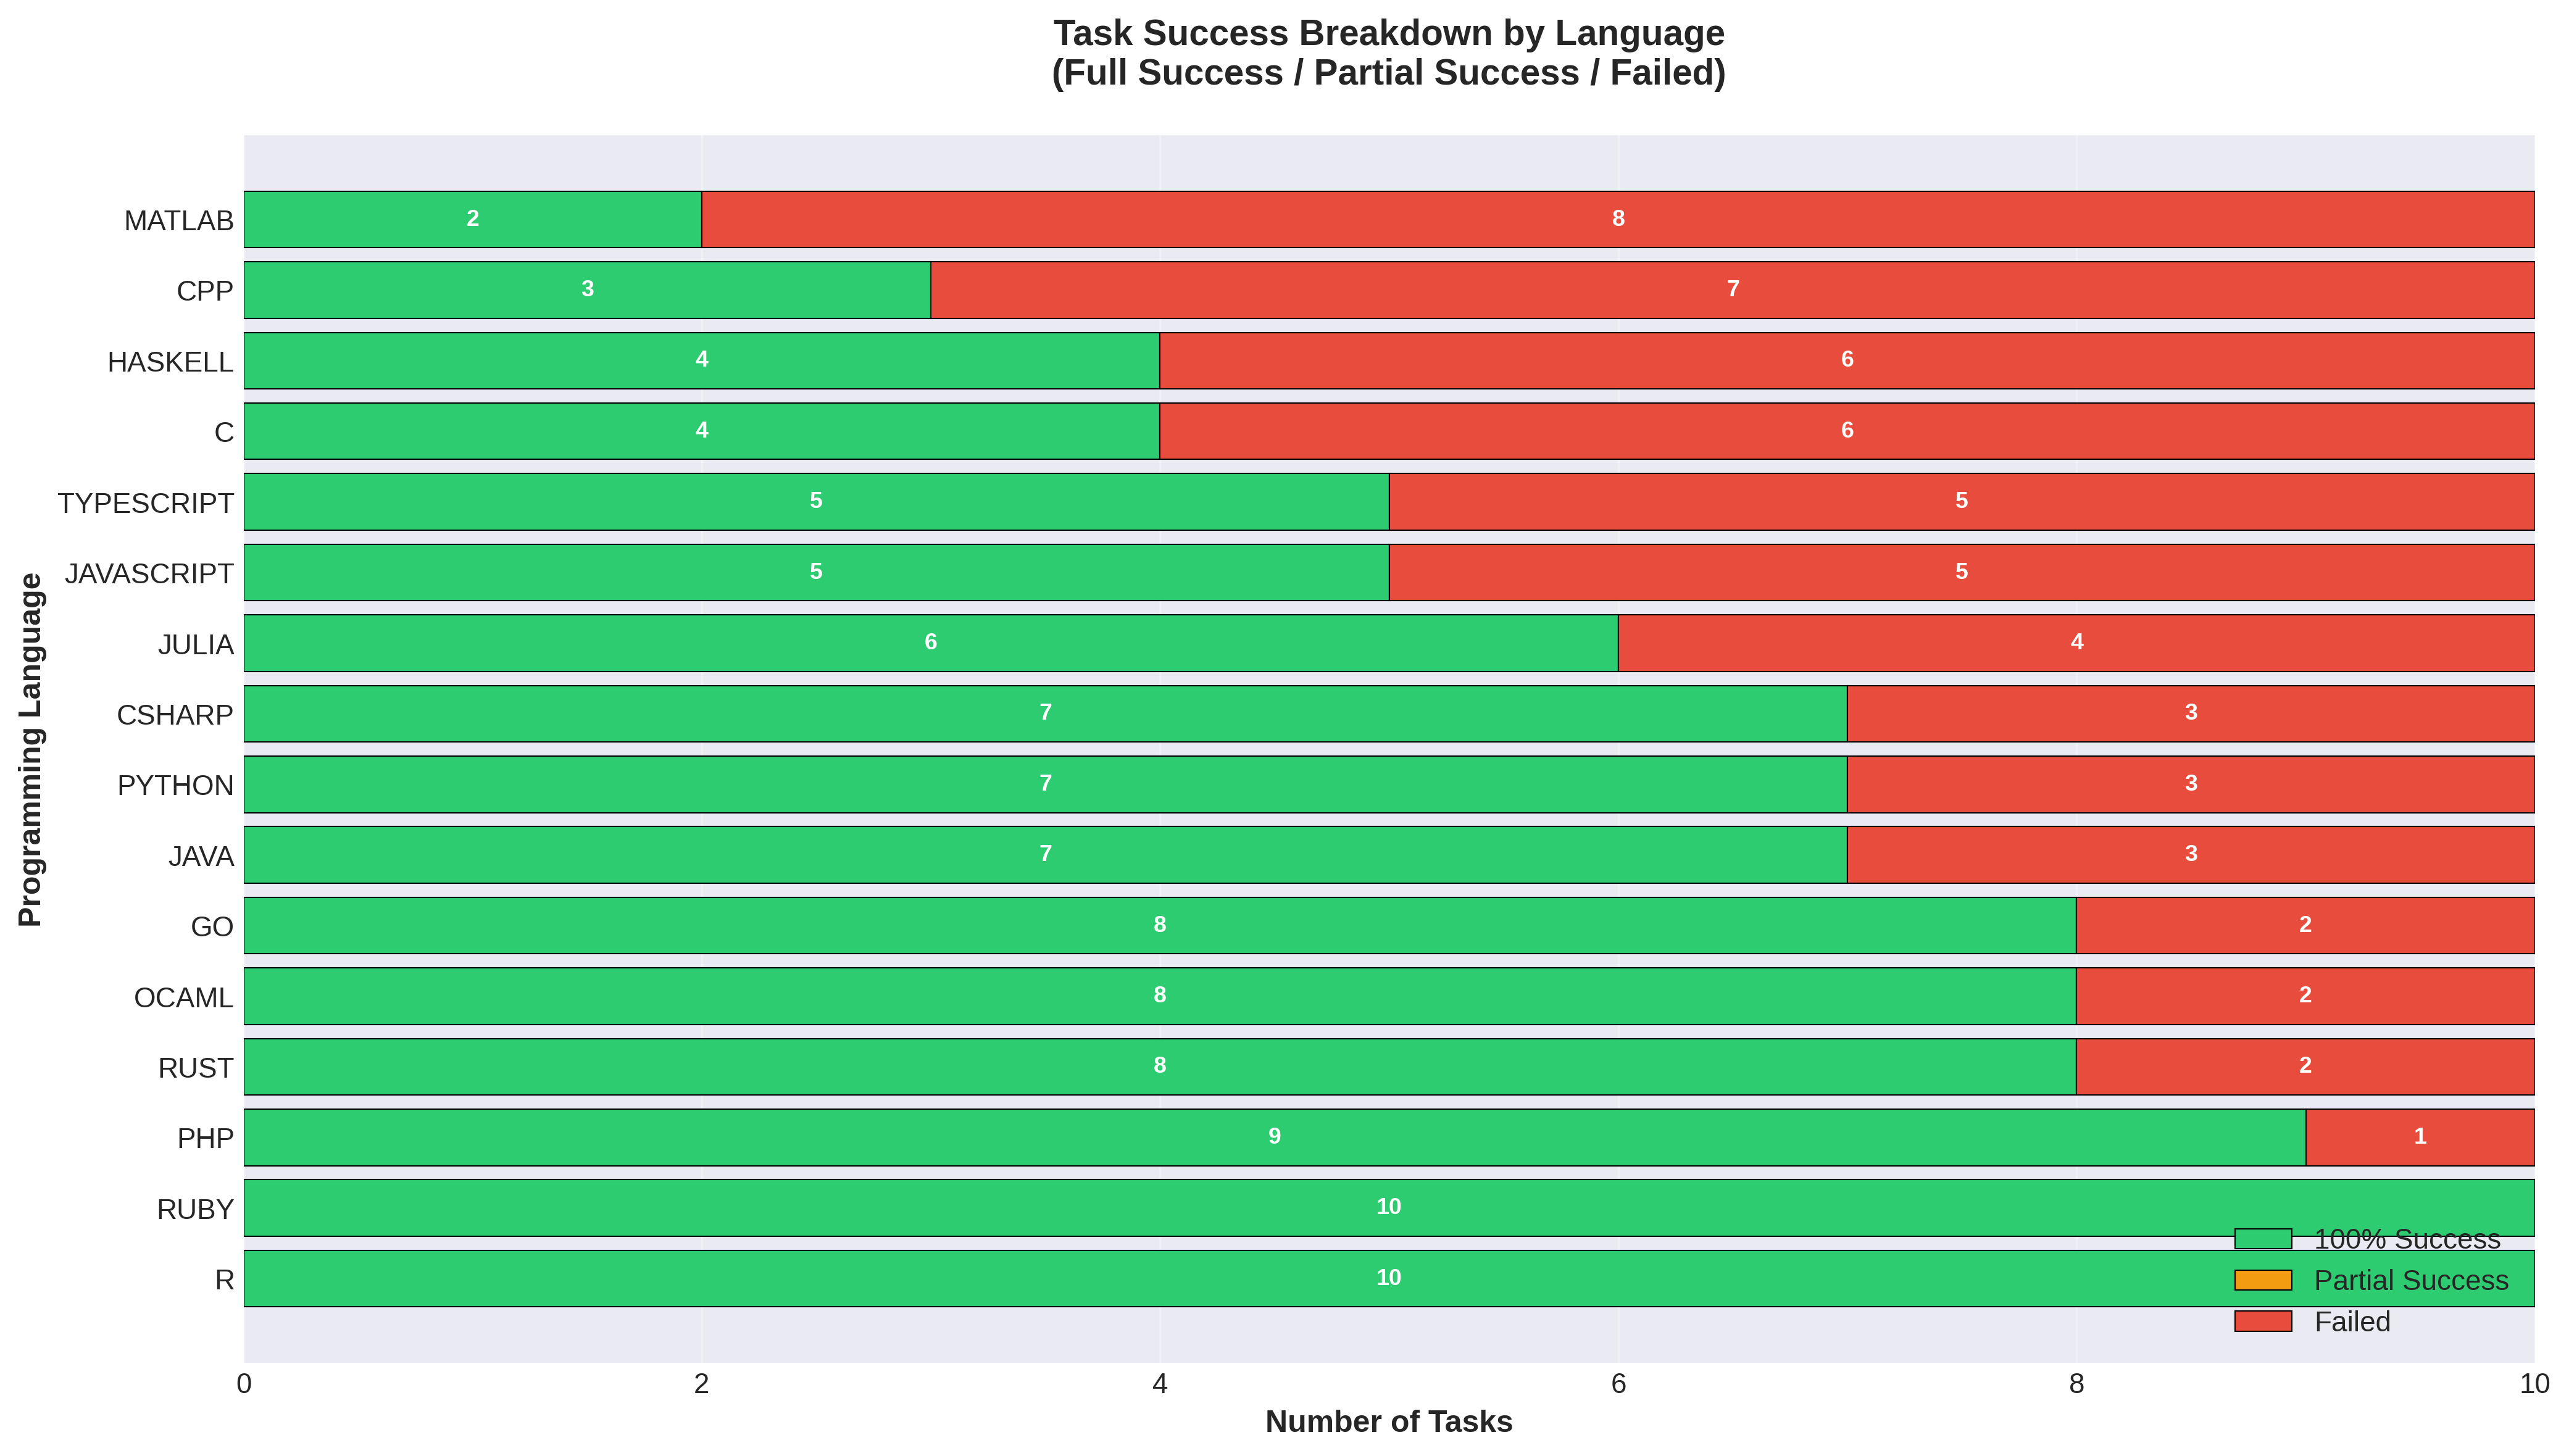 Task Success Breakdown by Language
(Full Success / Partial Success / Failed)
Programming Language
MATLAB 2 8
CPP 3 7
HASKELL 4 6
C 4 6
TYPESCRIPT 5 5
JAVASCRIPT 5 5
JULIA 6 4
CSHARP 7 3
PYTHON 7 3
JAVA 7 3
GO 8 2
OCAML 8 2
RUST 8 2
PHP 9 1
RUBY 10
R 10
100% Success
Partial Success
Failed
0 2 4 6 8 10
Number of Tasks